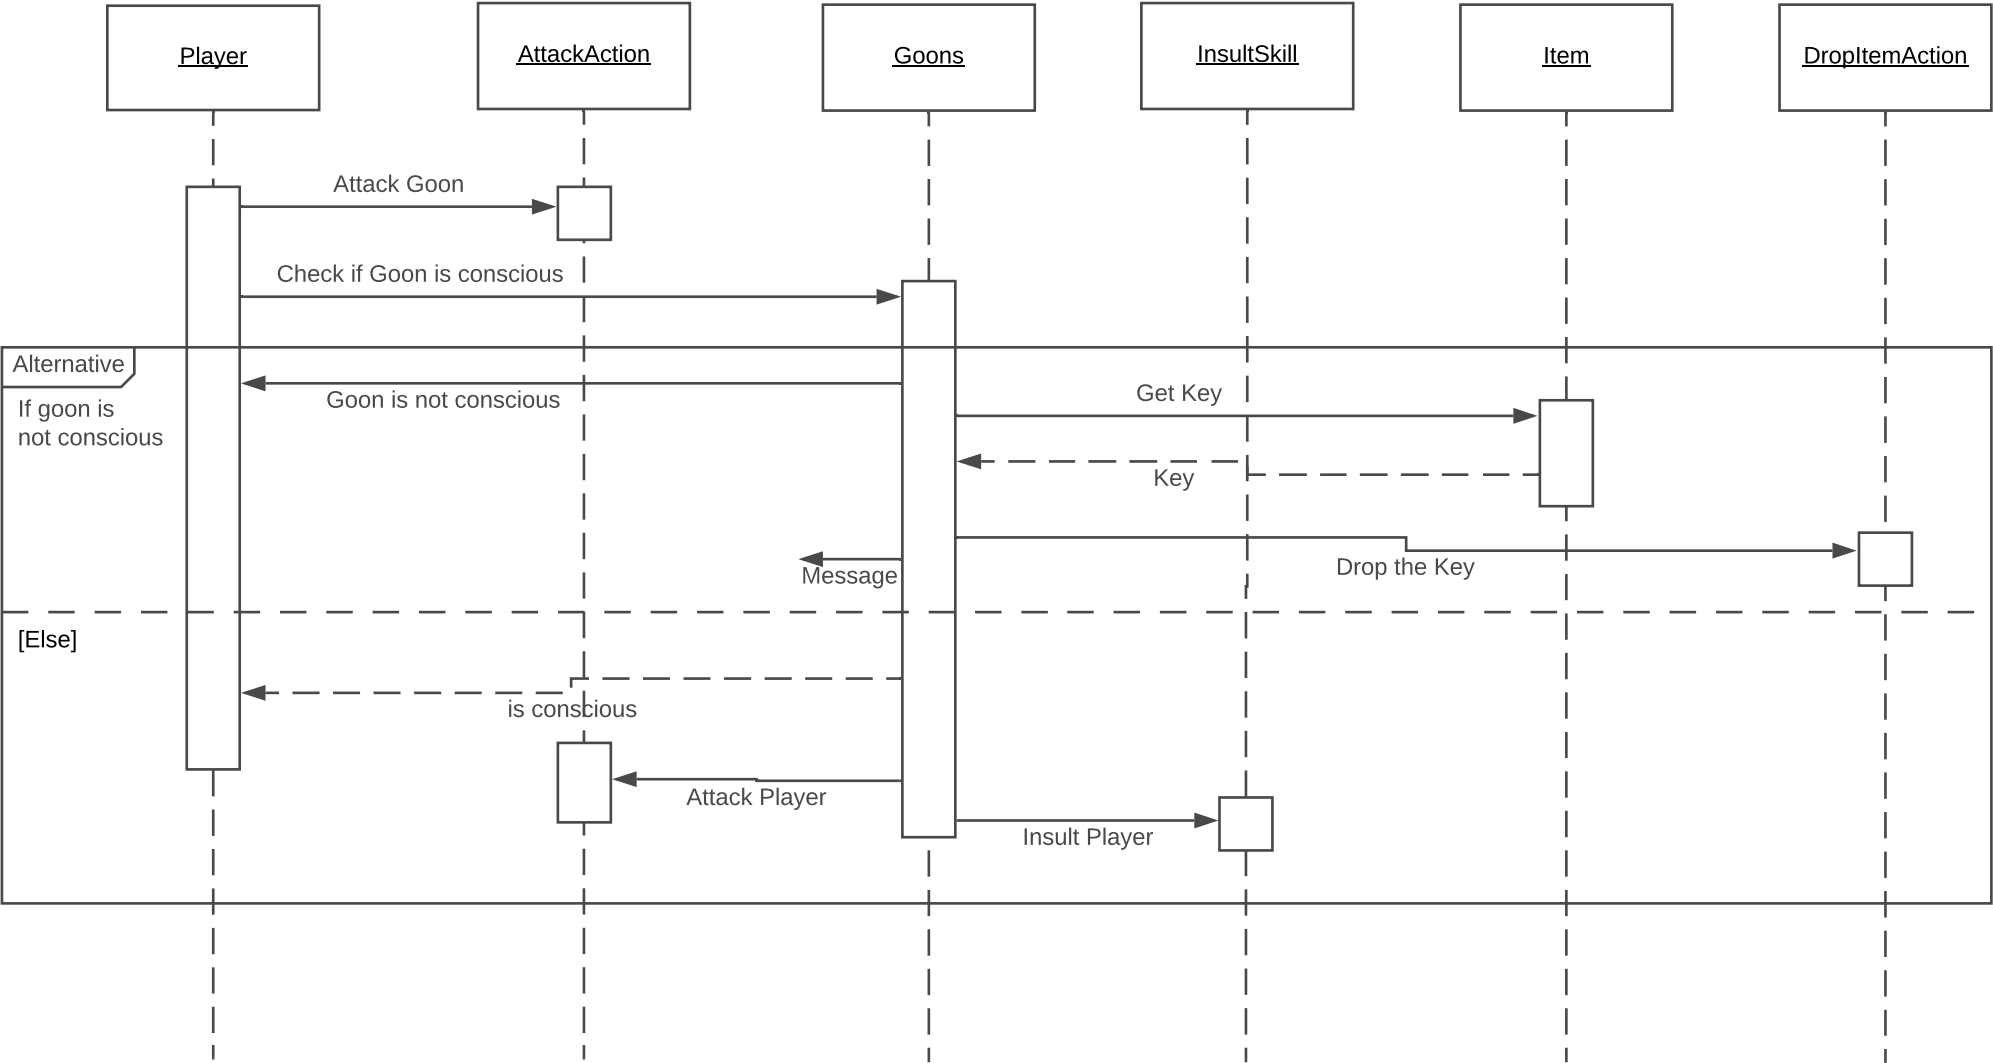 Player
AttackAction
Goons
InsultSkill
Item
DropItemAction
Attack Goon
Check if Goon is conscious
Alternative
If goon is
not conscious
Goon is not conscious
Get Key
Key
Drop the Key
Message
[Else]
is conscious
Attack Player
Insult Player